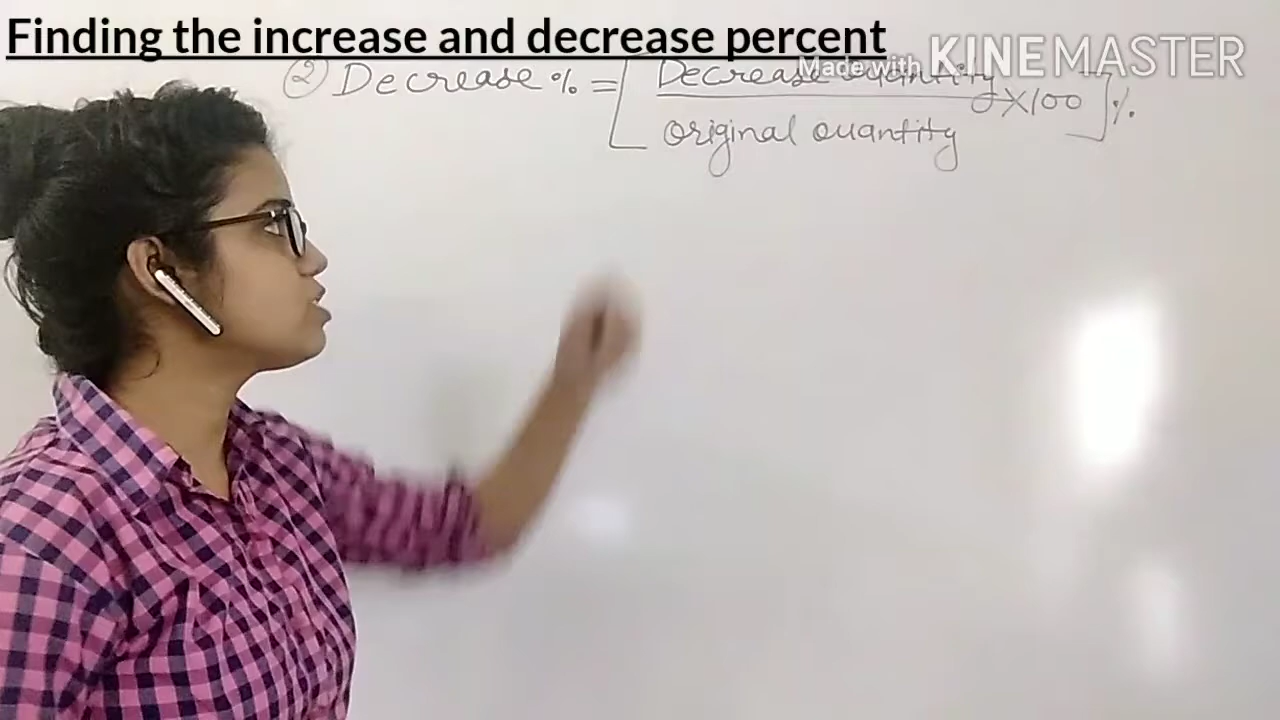 Finding the increase and decrease percent
Made with KINEMASTER
② Decrease % = [ Decrease quantity
original quantity
×100 ] %